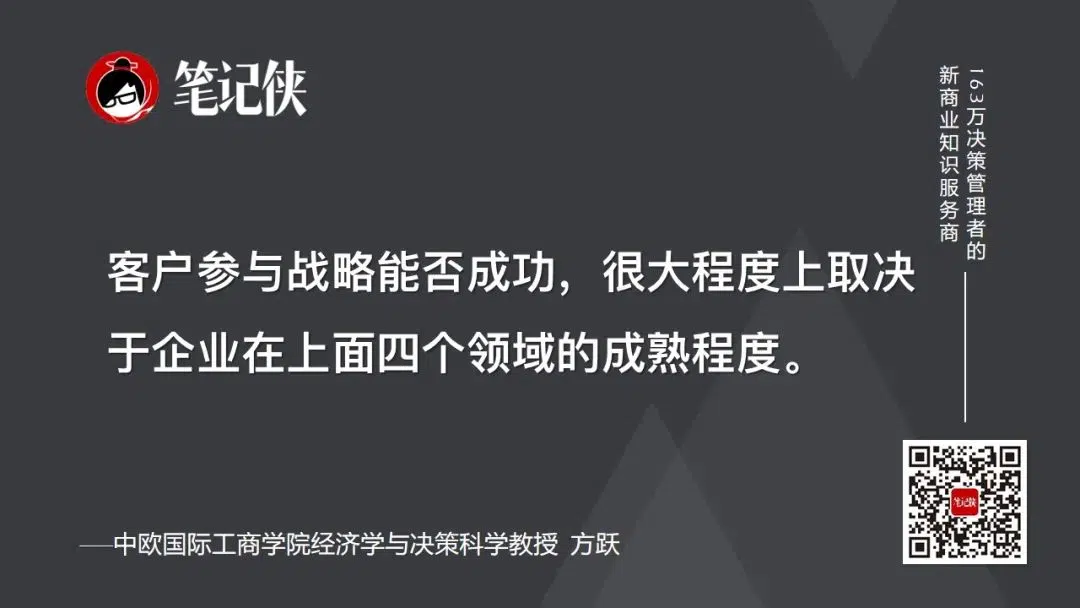 笔记侠
163万决策管理者的
新商业知识服务商
客户参与战略能否成功，很大程度上取决
于企业在上面四个领域的成熟程度。
——中欧国际工商学院经济学与决策科学教授 方跃
笔记侠